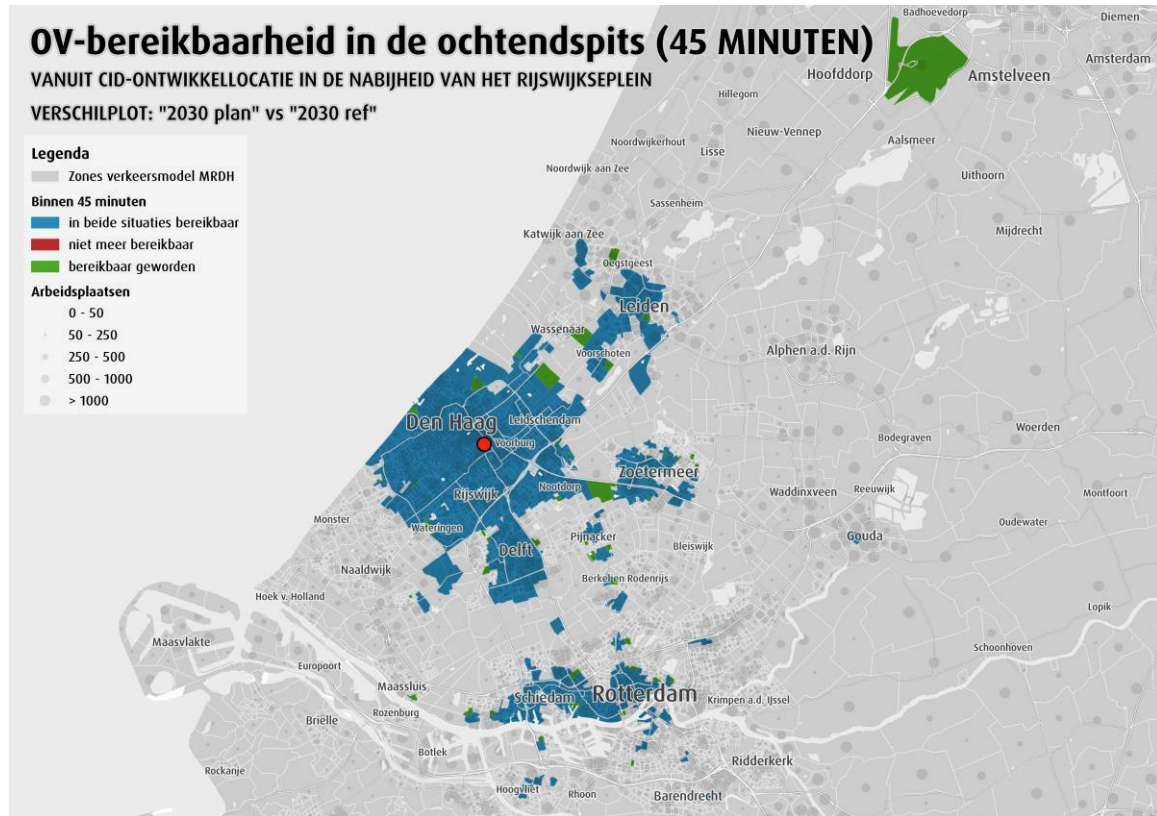 OV-bereikbaarheid in de ochtendspits (45 MINUTEN)
VANUIT CID-ONTWIKKELLOCATIE IN DE NABIJHEID VAN HET RIJSWIJKSEPLEIN
VERSCHILPLOT: "2030 plan" vs "2030 ref"
Legenda
Zones verkeersmodel MRDH
Binnen 45 minuten
in beide situaties bereikbaar
niet meer bereikbaar
bereikbaar geworden
Arbeidsplaatsen
0 - 50
50 - 250
250 - 500
500 - 1000
> 1000
Badhoevedorp
Diemen
Hoofddorp
Amstelveen
Amsterdam
Hillegom
Nieuw-Vennep
Aalsmeer
Noordwijkerhout
Lisse
Uithoorn
Noordwijk aan Zee
Sassenheim
Mijdrecht
Katwijk aan Zee
Oegstgeest
Leiden
Wassenaar
Voorschoten
Alphen a.d. Rijn
Den Haag
Leidschendam
Voorburg
Bodegraven
Woerden
Zoetermeer
Rijswijk
Nootdorp
Waddinxveen
Reeuwijk
Montfoort
Monster
Wateringen
Oudewater
Delft
Pijnacker
Bleiswijk
Gouda
Naaldwijk
Berkel en Rodenrijs
Hoek v. Holland
Lopik
Maasvlakte
Schoonhoven
Europoort
Maassluis
Schiedam
Rotterdam
Krimpen a.d. IJssel
Rozenburg
Briëlle
Botlek
Ridderkerk
Rockanje
Hoogvliet
Rhoon
Barendrecht